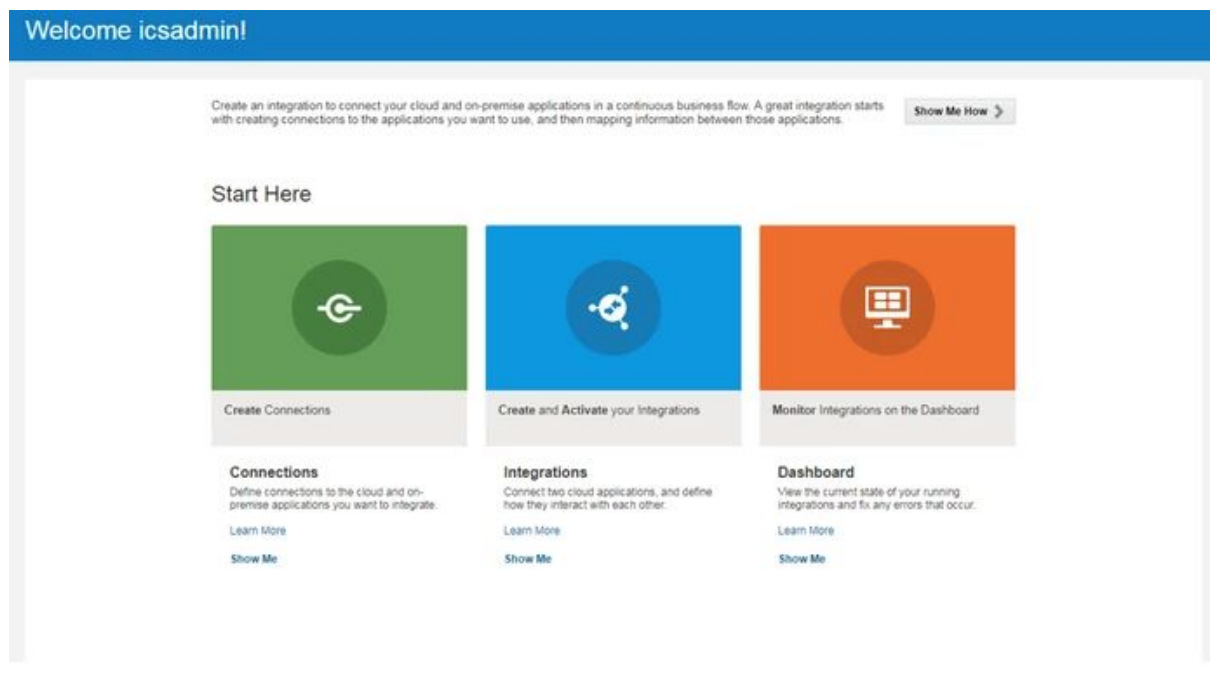 Welcome icsadmin!
Create an integration to connect your cloud and on-premise applications in a continuous business flow. A great integration starts
with creating connections to the applications you want to use, and then mapping information between those applications.
Show Me How
Start Here
Create Connections
Create and Activate your Integrations
Monitor Integrations on the Dashboard
Connections
Define connections to the cloud and on-
premise applications you want to integrate.
Learn More
Show Me
Integrations
Connect two cloud applications, and define
how they interact with each other.
Learn More
Show Me
Dashboard
View the current state of your running
integrations and fix any errors that occur.
Learn More
Show Me